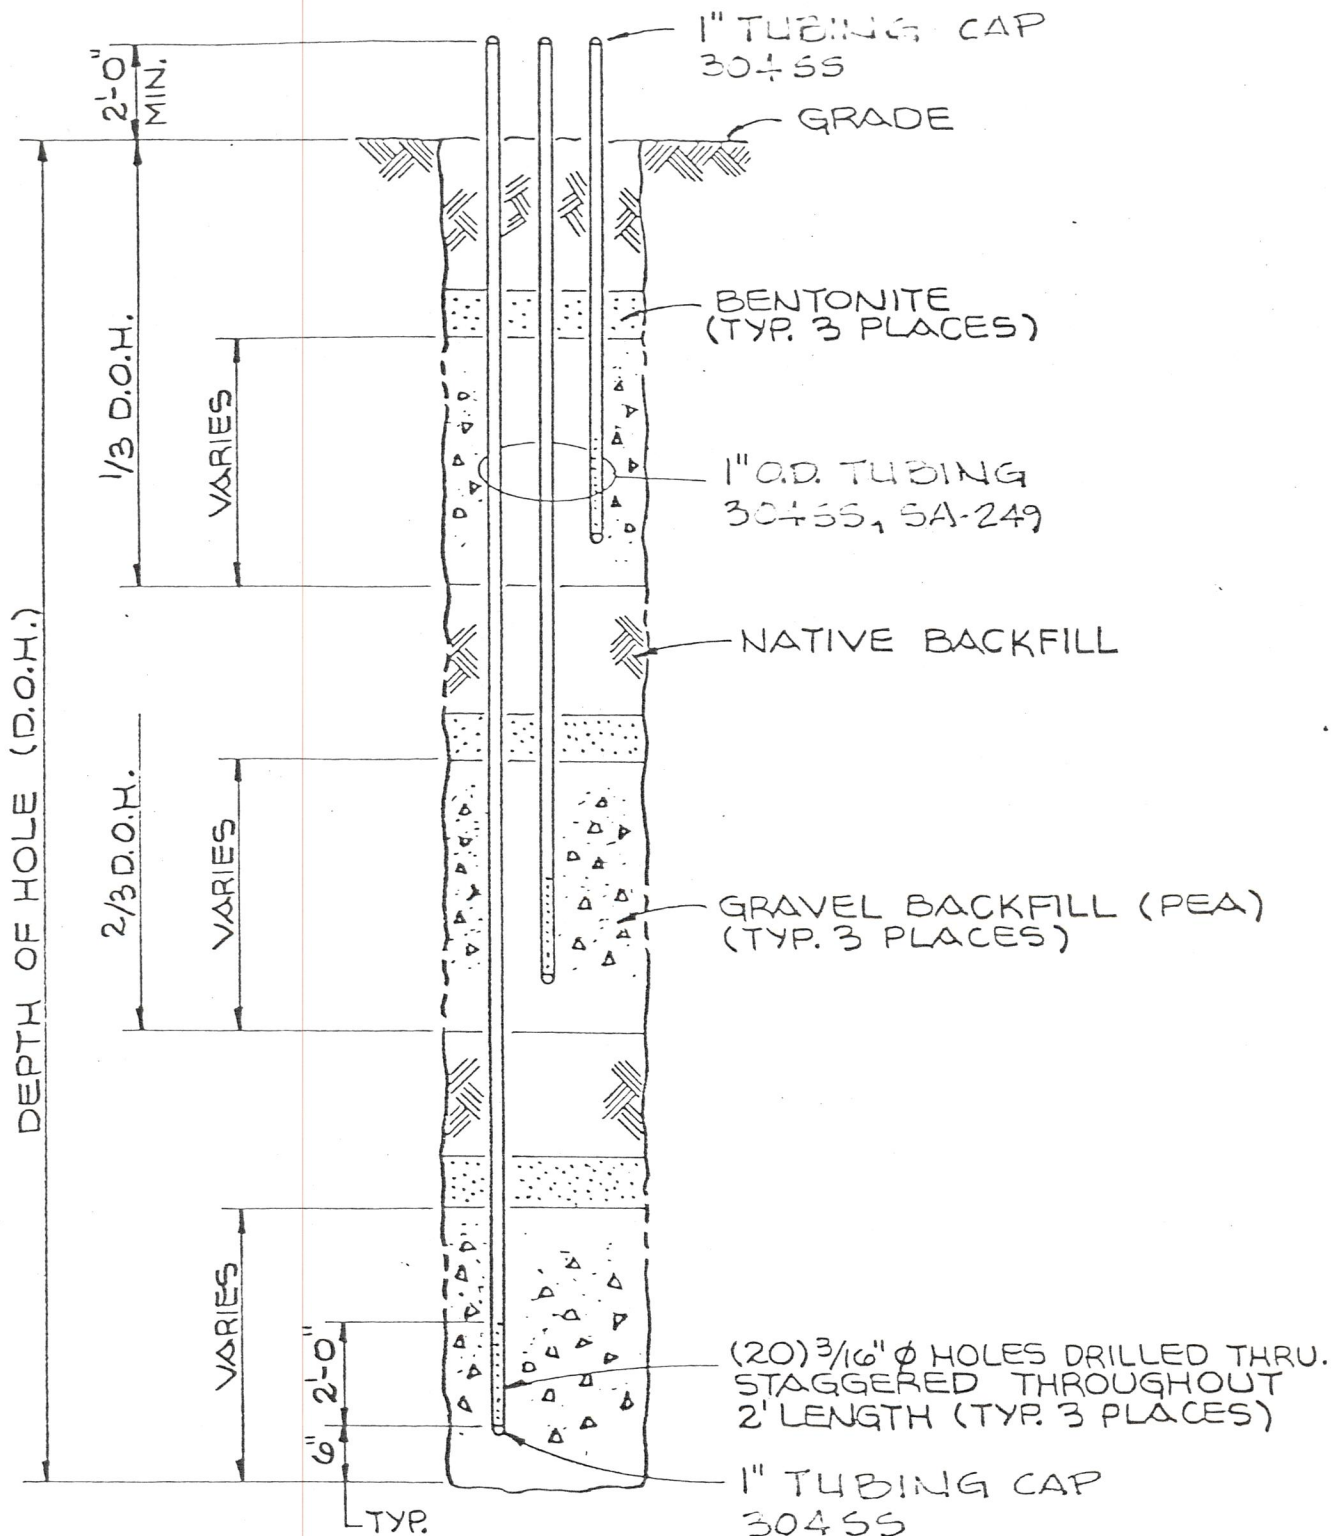 1" TUBING CAP
304 SS
2'-0"
MIN.
GRADE
BENTONITE
(TYP. 3 PLACES)
1/3 D.O.H.
VARIES
1" O.D. TUBING
304 SS, SA-249
NATIVE BACKFILL
DEPTH OF HOLE (D.O.H.)
2/3 D.O.H.
VARIES
GRAVEL BACKFILL (PEA)
(TYP. 3 PLACES)
VARIES
2'-0"
(20) 3/16" Ø HOLES DRILLED THRU.
STAGGERED THROUGHOUT
2' LENGTH (TYP. 3 PLACES)
6"
1" TUBING CAP
304 SS
TYP.